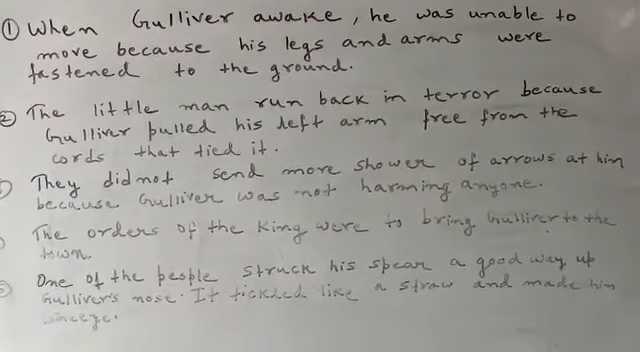 ① When Gulliver awake, he was unable to
move because his legs and arms were
fastened to the ground.
② The little man run back in terror because
Gulliver pulled his left arm free from the
cords that tied it.
They did not send more shower of arrows at him
because Gulliver was not harming anyone.
The orders of the King were to bring Gulliver to the
town.
One of the people struck his spear a good way up
Gulliver's nose. It tickled like a straw and made him
sneeze.